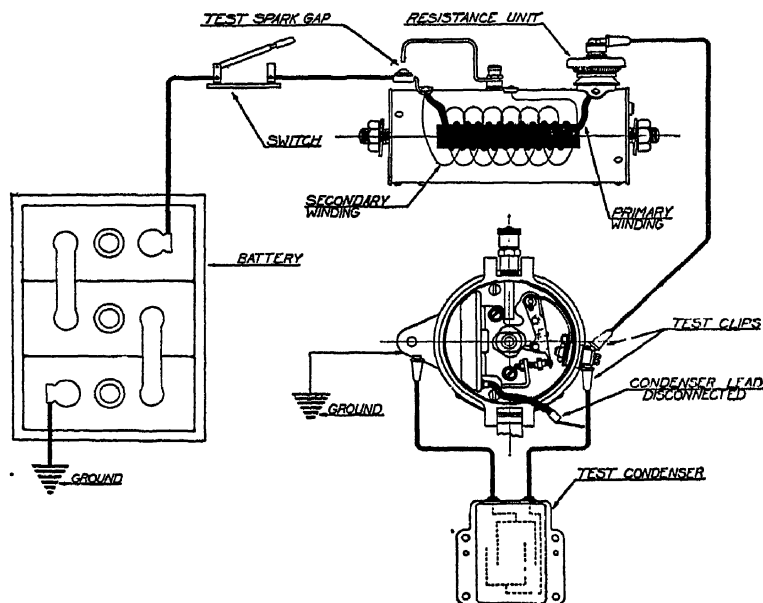 TEST SPARK GAP
RESISTANCE UNIT
SWITCH
SECONDARY
WINDING
PRIMARY
WINDING
BATTERY
TEST CLIPS
CONDENSER LEAD
DISCONNECTED
GROUND
GROUND
TEST CONDENSER